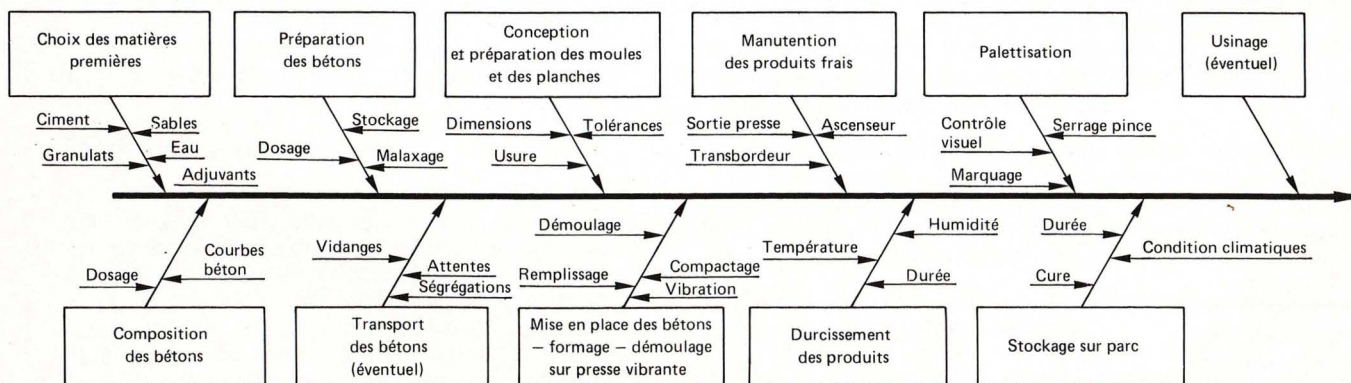 Choix des matières
premières
Préparation
des bétons
Conception
et préparation des moules
et des planches
Manutention
des produits frais
Palettisation
Usinage
(éventuel)
Ciment
Sables
Granulats
Eau
Adjuvants
Stockage
Dosage
Malaxage
Dimensions
Tolérances
Usure
Sortie presse
Ascenseur
Transbordeur
Contrôle
visuel
Serrage pince
Marquage
Dosage
Courbes
béton
Vidanges
Attentes
Ségrégations
Démoulage
Remplissage
Compactage
Vibration
Température
Humidité
Durée
Durée
Condition climatiques
Cure
Composition
des bétons
Transport
des bétons
(éventuel)
Mise en place des bétons
– formage – démoulage
sur presse vibrante
Durcissement
des produits
Stockage sur parc